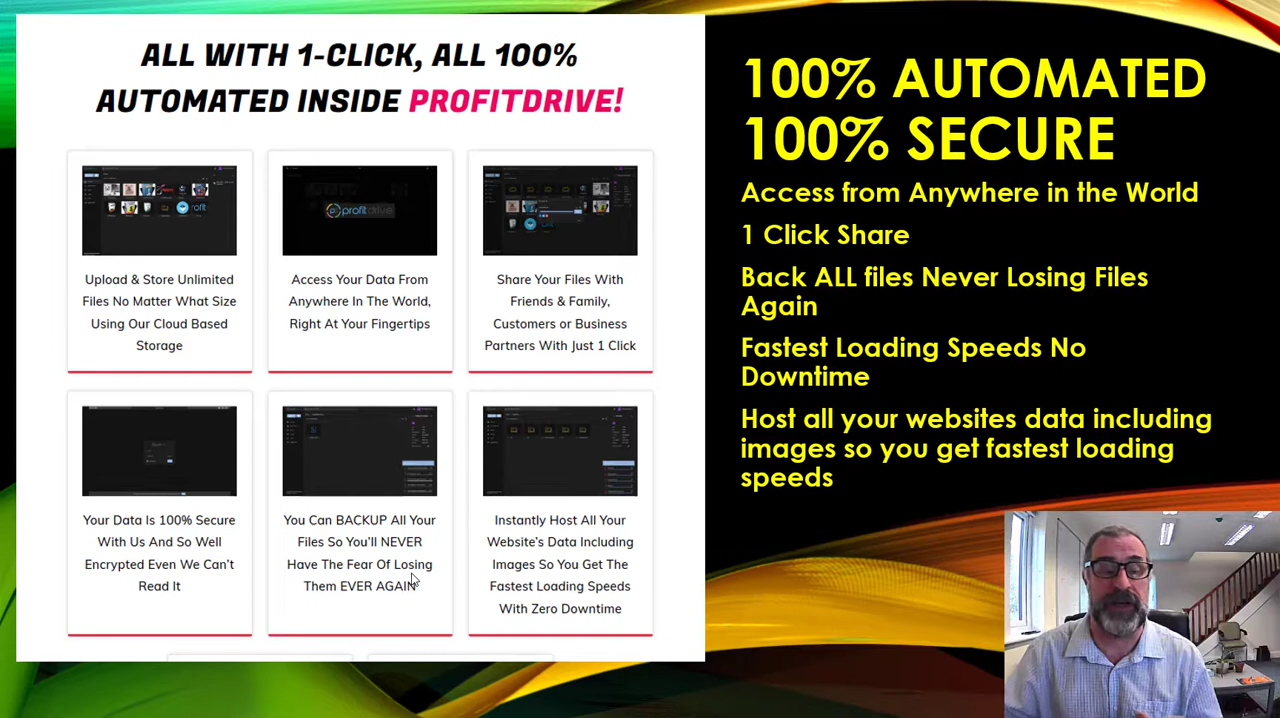 ALL WITH 1-CLICK, ALL 100%
AUTOMATED INSIDE PROFITDRIVE!
profitdrive
Upload & Store Unlimited
Files No Matter What Size
Using Our Cloud Based
Storage
Access Your Data From
Anywhere In The World,
Right At Your Fingertips
Share Your Files With
Friends & Family,
Customers or Business
Partners With Just 1 Click
Your Data Is 100% Secure
With Us And So Well
Encrypted Even We Can't
Read It
You Can BACKUP All Your
Files So You'll NEVER
Have The Fear Of Losing
Them EVER AGAIN
Instantly Host All Your
Website's Data Including
Images So You Get The
Fastest Loading Speeds
With Zero Downtime
100% AUTOMATED
100% SECURE
Access from Anywhere in the World
1 Click Share
Back ALL files Never Losing Files
Again
Fastest Loading Speeds No
Downtime
Host all your websites data including
images so you get fastest loading
speeds